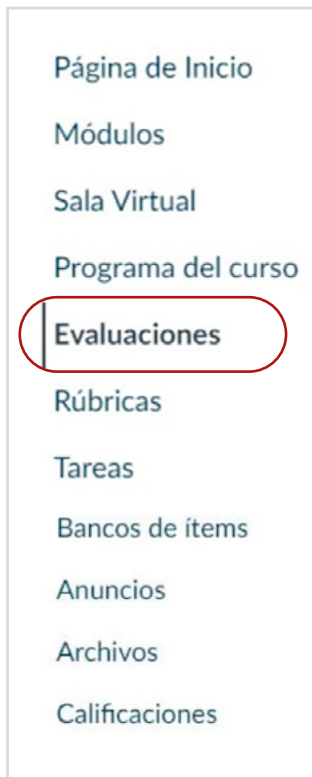 Página de Inicio
Módulos
Sala Virtual
Programa del curso
Evaluaciones
Rúbricas
Tareas
Bancos de ítems
Anuncios
Archivos
Calificaciones